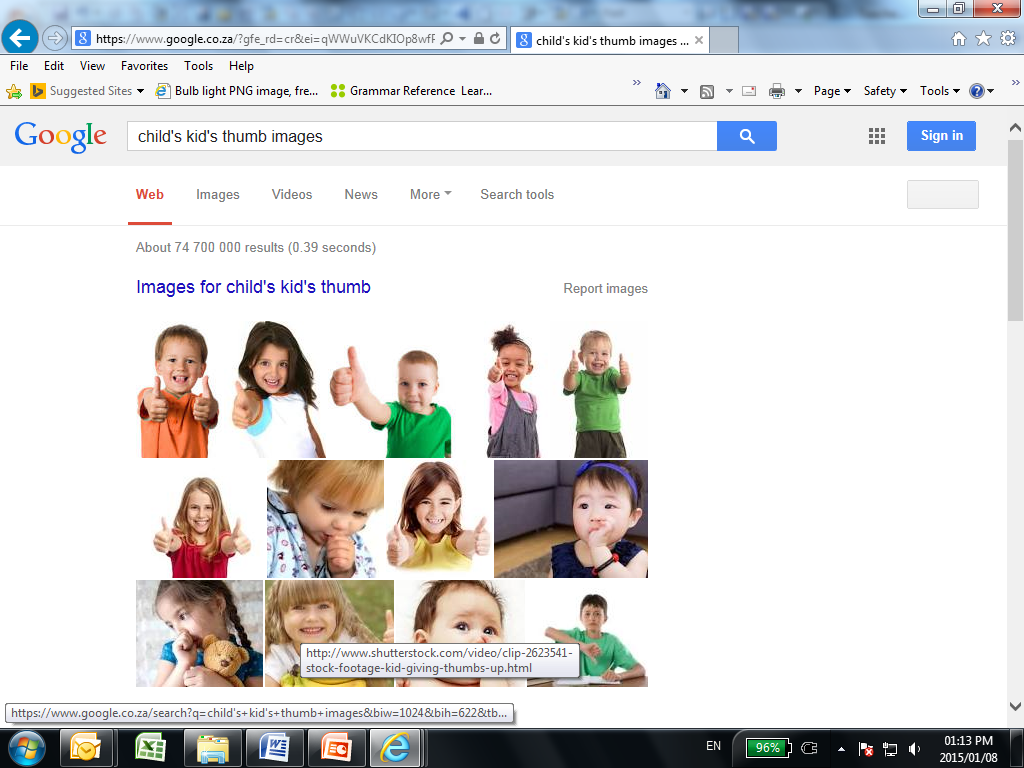 https://www.google.co.za/?gfe_rd=cr&ei=qWWuVKCdKIOp8wfF
child's kid's thumb images ...
File Edit View Favorites Tools Help
Suggested Sites Bulb light PNG image, fre... Grammar Reference Lear... Page Safety Tools
Google child's kid's thumb images Sign in
Web Images Videos News More Search tools
About 74 700 000 results (0.39 seconds)
Images for child's kid's thumb Report images
http://www.shutterstock.com/video/clip-2623541-
stock-footage-kid-giving-thumbs-up.html
https://www.google.co.za/search?q=child's+kid's+thumb+images&biw=1024&bih=622&tb...
EN 96% 01:13 PM
2015/01/08